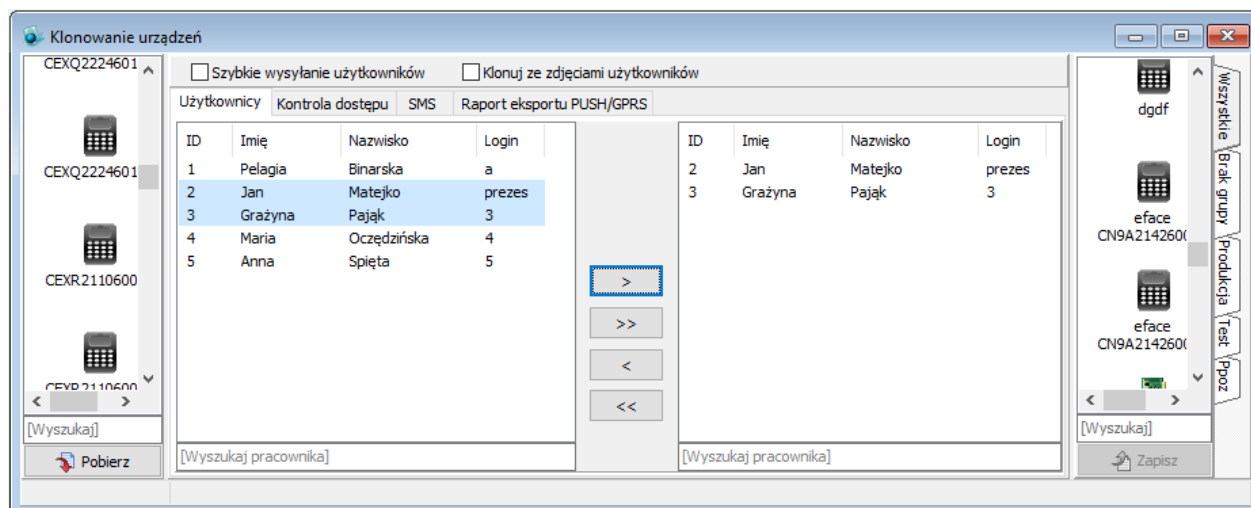 Klonowanie urządzeń
CEXQ2224601
CEXQ2224601
CEXR2110600
CEXR2110600
[Wyszukaj]
Pobierz
Szybkie wysyłanie użytkowników Klonuj ze zdjęciami użytkowników
Użytkownicy Kontrola dostępu SMS Raport eksportu PUSH/GPRS
ID Imię Nazwisko Login
1 Pelagia Binarska a
2 Jan Matejko prezes
3 Grażyna Pająk 3
4 Maria Oczędzińska 4
5 Anna Spięta 5
[Wyszukaj pracownika]
>
>>
<
<<
ID Imię Nazwisko Login
2 Jan Matejko prezes
3 Grażyna Pająk 3
[Wyszukaj pracownika]
dgdf
eface
CN9A2142600
eface
CN9A2142600
[Wyszukaj]
Zapisz
Wszystkie
Brak grupy
Produkcja
Test
Ppoz